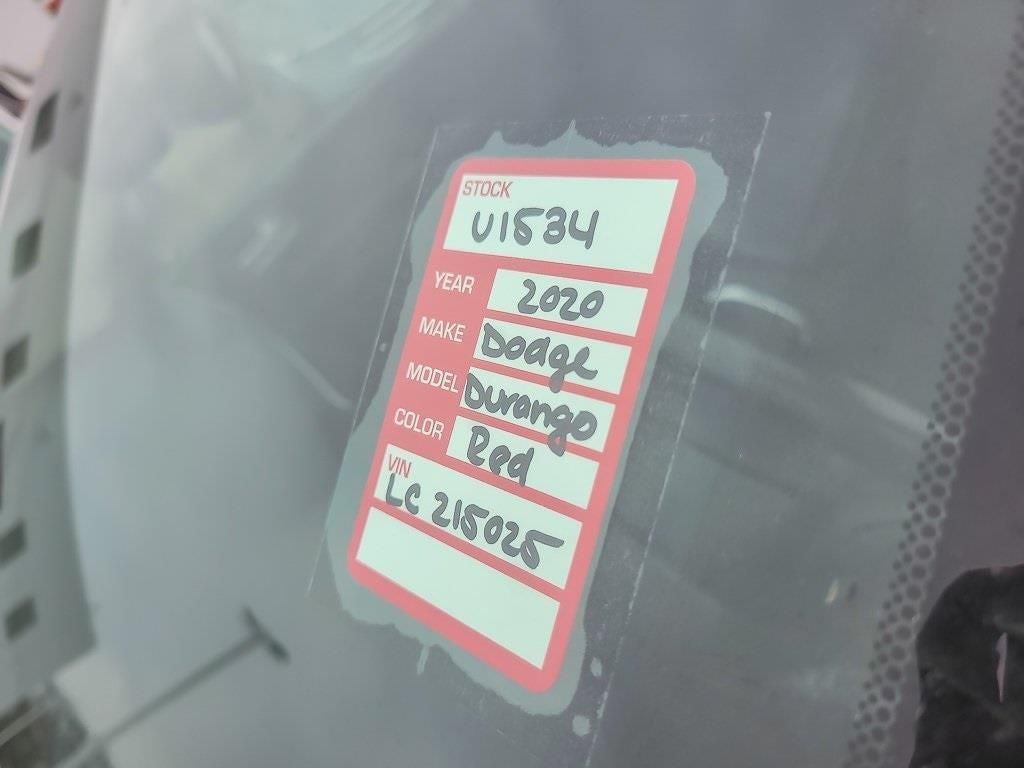 STOCK
U1534
YEAR 2020
MAKE Dodge
MODEL Durango
COLOR Red
VIN
LC 215025